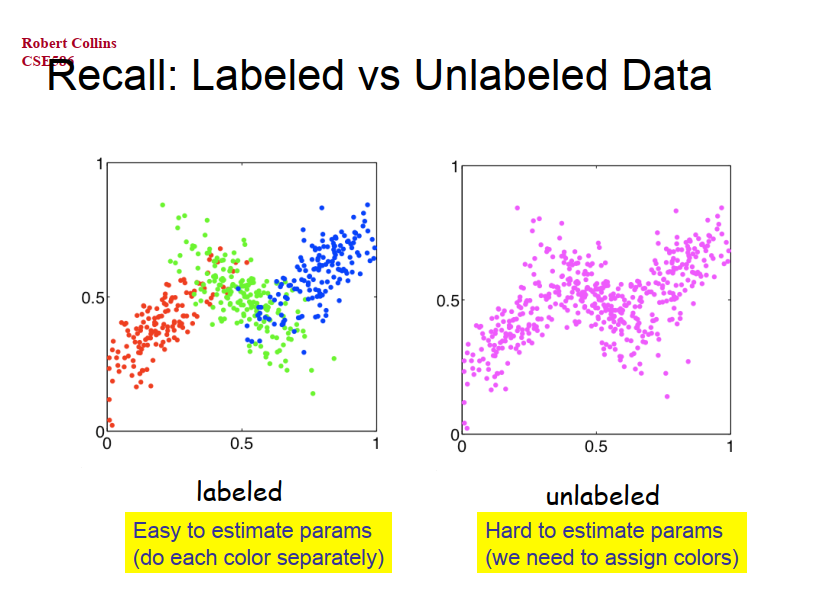 Robert Collins
CSE586
Recall: Labeled vs Unlabeled Data
1
0.5
0
0
0.5
1
1
0.5
0
0
0.5
1
labeled
unlabeled
Easy to estimate params
(do each color separately)
Hard to estimate params
(we need to assign colors)